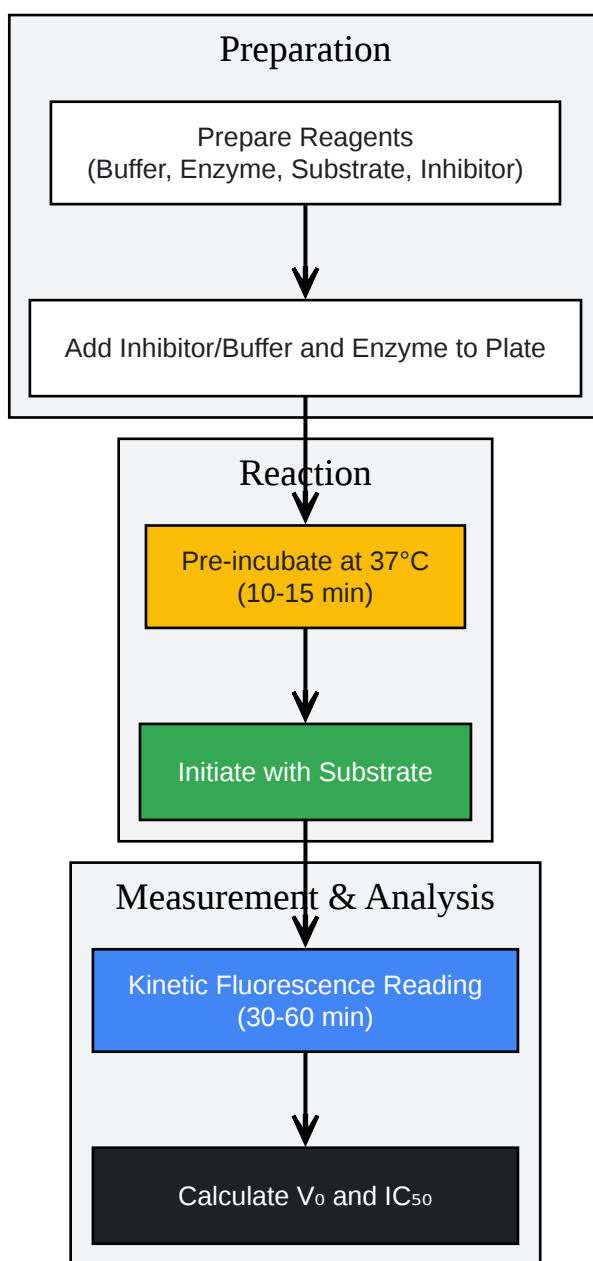 Preparation
Prepare Reagents
(Buffer, Enzyme, Substrate, Inhibitor)
Add Inhibitor/Buffer and Enzyme to Plate
Reaction
Pre-incubate at 37°C
(10-15 min)
Initiate with Substrate
Measurement & Analysis
Kinetic Fluorescence Reading
(30-60 min)
Calculate V₀ and IC₅₀